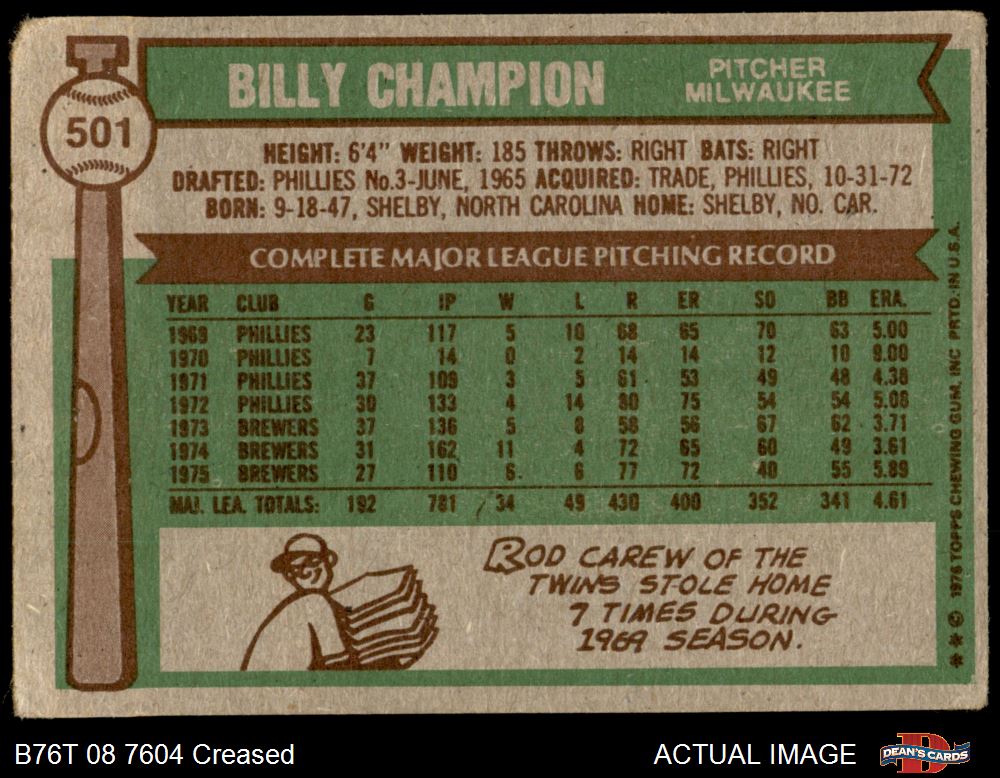 501
BILLY CHAMPION
PITCHER
MILWAUKEE
HEIGHT: 6'4" WEIGHT: 185 THROWS: RIGHT BATS: RIGHT
DRAFTED: PHILLIES No.3-JUNE, 1965 ACQUIRED: TRADE, PHILLIES, 10-31-72
BORN: 9-18-47, SHELBY, NORTH CAROLINA HOME: SHELBY, NO. CAR.
COMPLETE MAJOR LEAGUE PITCHING RECORD
YEAR CLUB G IP W L R ER SO BB ERA.
1969 PHILLIES 23 117 5 10 68 65 70 63 5.00
1970 PHILLIES 7 14 0 2 14 14 12 10 9.00
1971 PHILLIES 37 109 3 5 61 53 49 48 4.38
1972 PHILLIES 30 133 4 14 80 75 54 54 5.08
1973 BREWERS 37 136 5 8 58 56 67 62 3.71
1974 BREWERS 31 162 11 4 72 65 60 49 3.61
1975 BREWERS 27 110 6 6 77 72 40 55 5.89
MAJ. LEA. TOTALS: 192 781 34 49 430 400 352 341 4.61
ROD CAREW OF THE
TWINS STOLE HOME
7 TIMES DURING
1969 SEASON.
* * © 1976 TOPPS CHEWING GUM, INC PRTD. IN U.S.A.
B76T 08 7604 Creased
ACTUAL IMAGE
DEAN'S CARDS